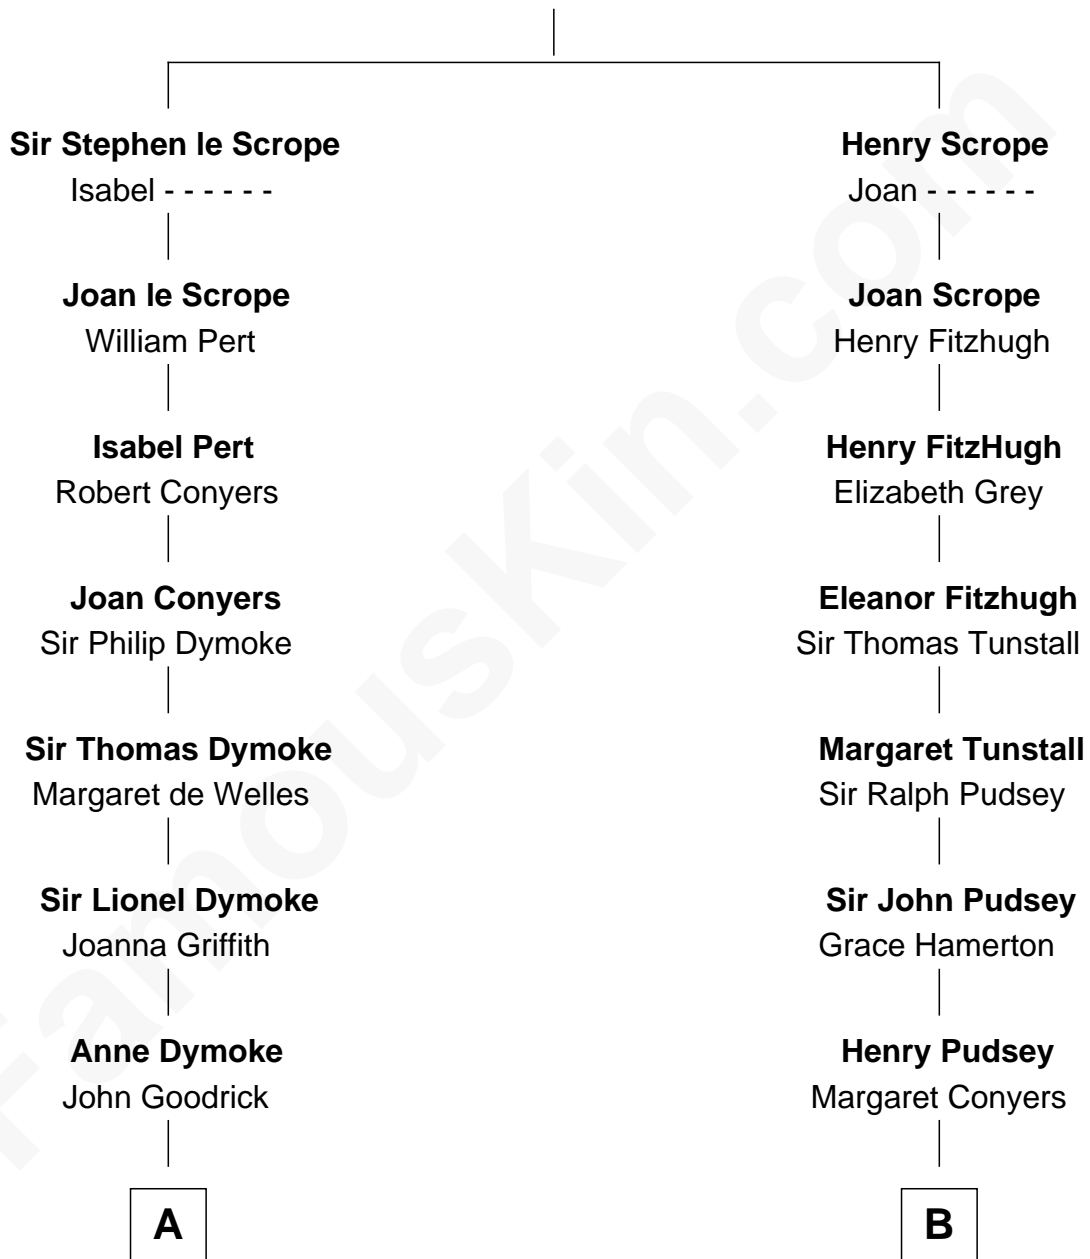 Sir Stephen le Scrope
Isabel - - - - - -
Joan le Scrope
William Pert
Isabel Pert
Robert Conyers
Joan Conyers
Sir Philip Dymoke
Sir Thomas Dymoke
Margaret de Welles
Sir Lionel Dymoke
Joanna Griffith
Anne Dymoke
John Goodrick
A
Henry Scrope
Joan - - - - - -
Joan Scrope
Henry Fitzhugh
Henry FitzHugh
Elizabeth Grey
Eleanor Fitzhugh
Sir Thomas Tunstall
Margaret Tunstall
Sir Ralph Pudsey
Sir John Pudsey
Grace Hamerton
Henry Pudsey
Margaret Conyers
B
FamousKin.com